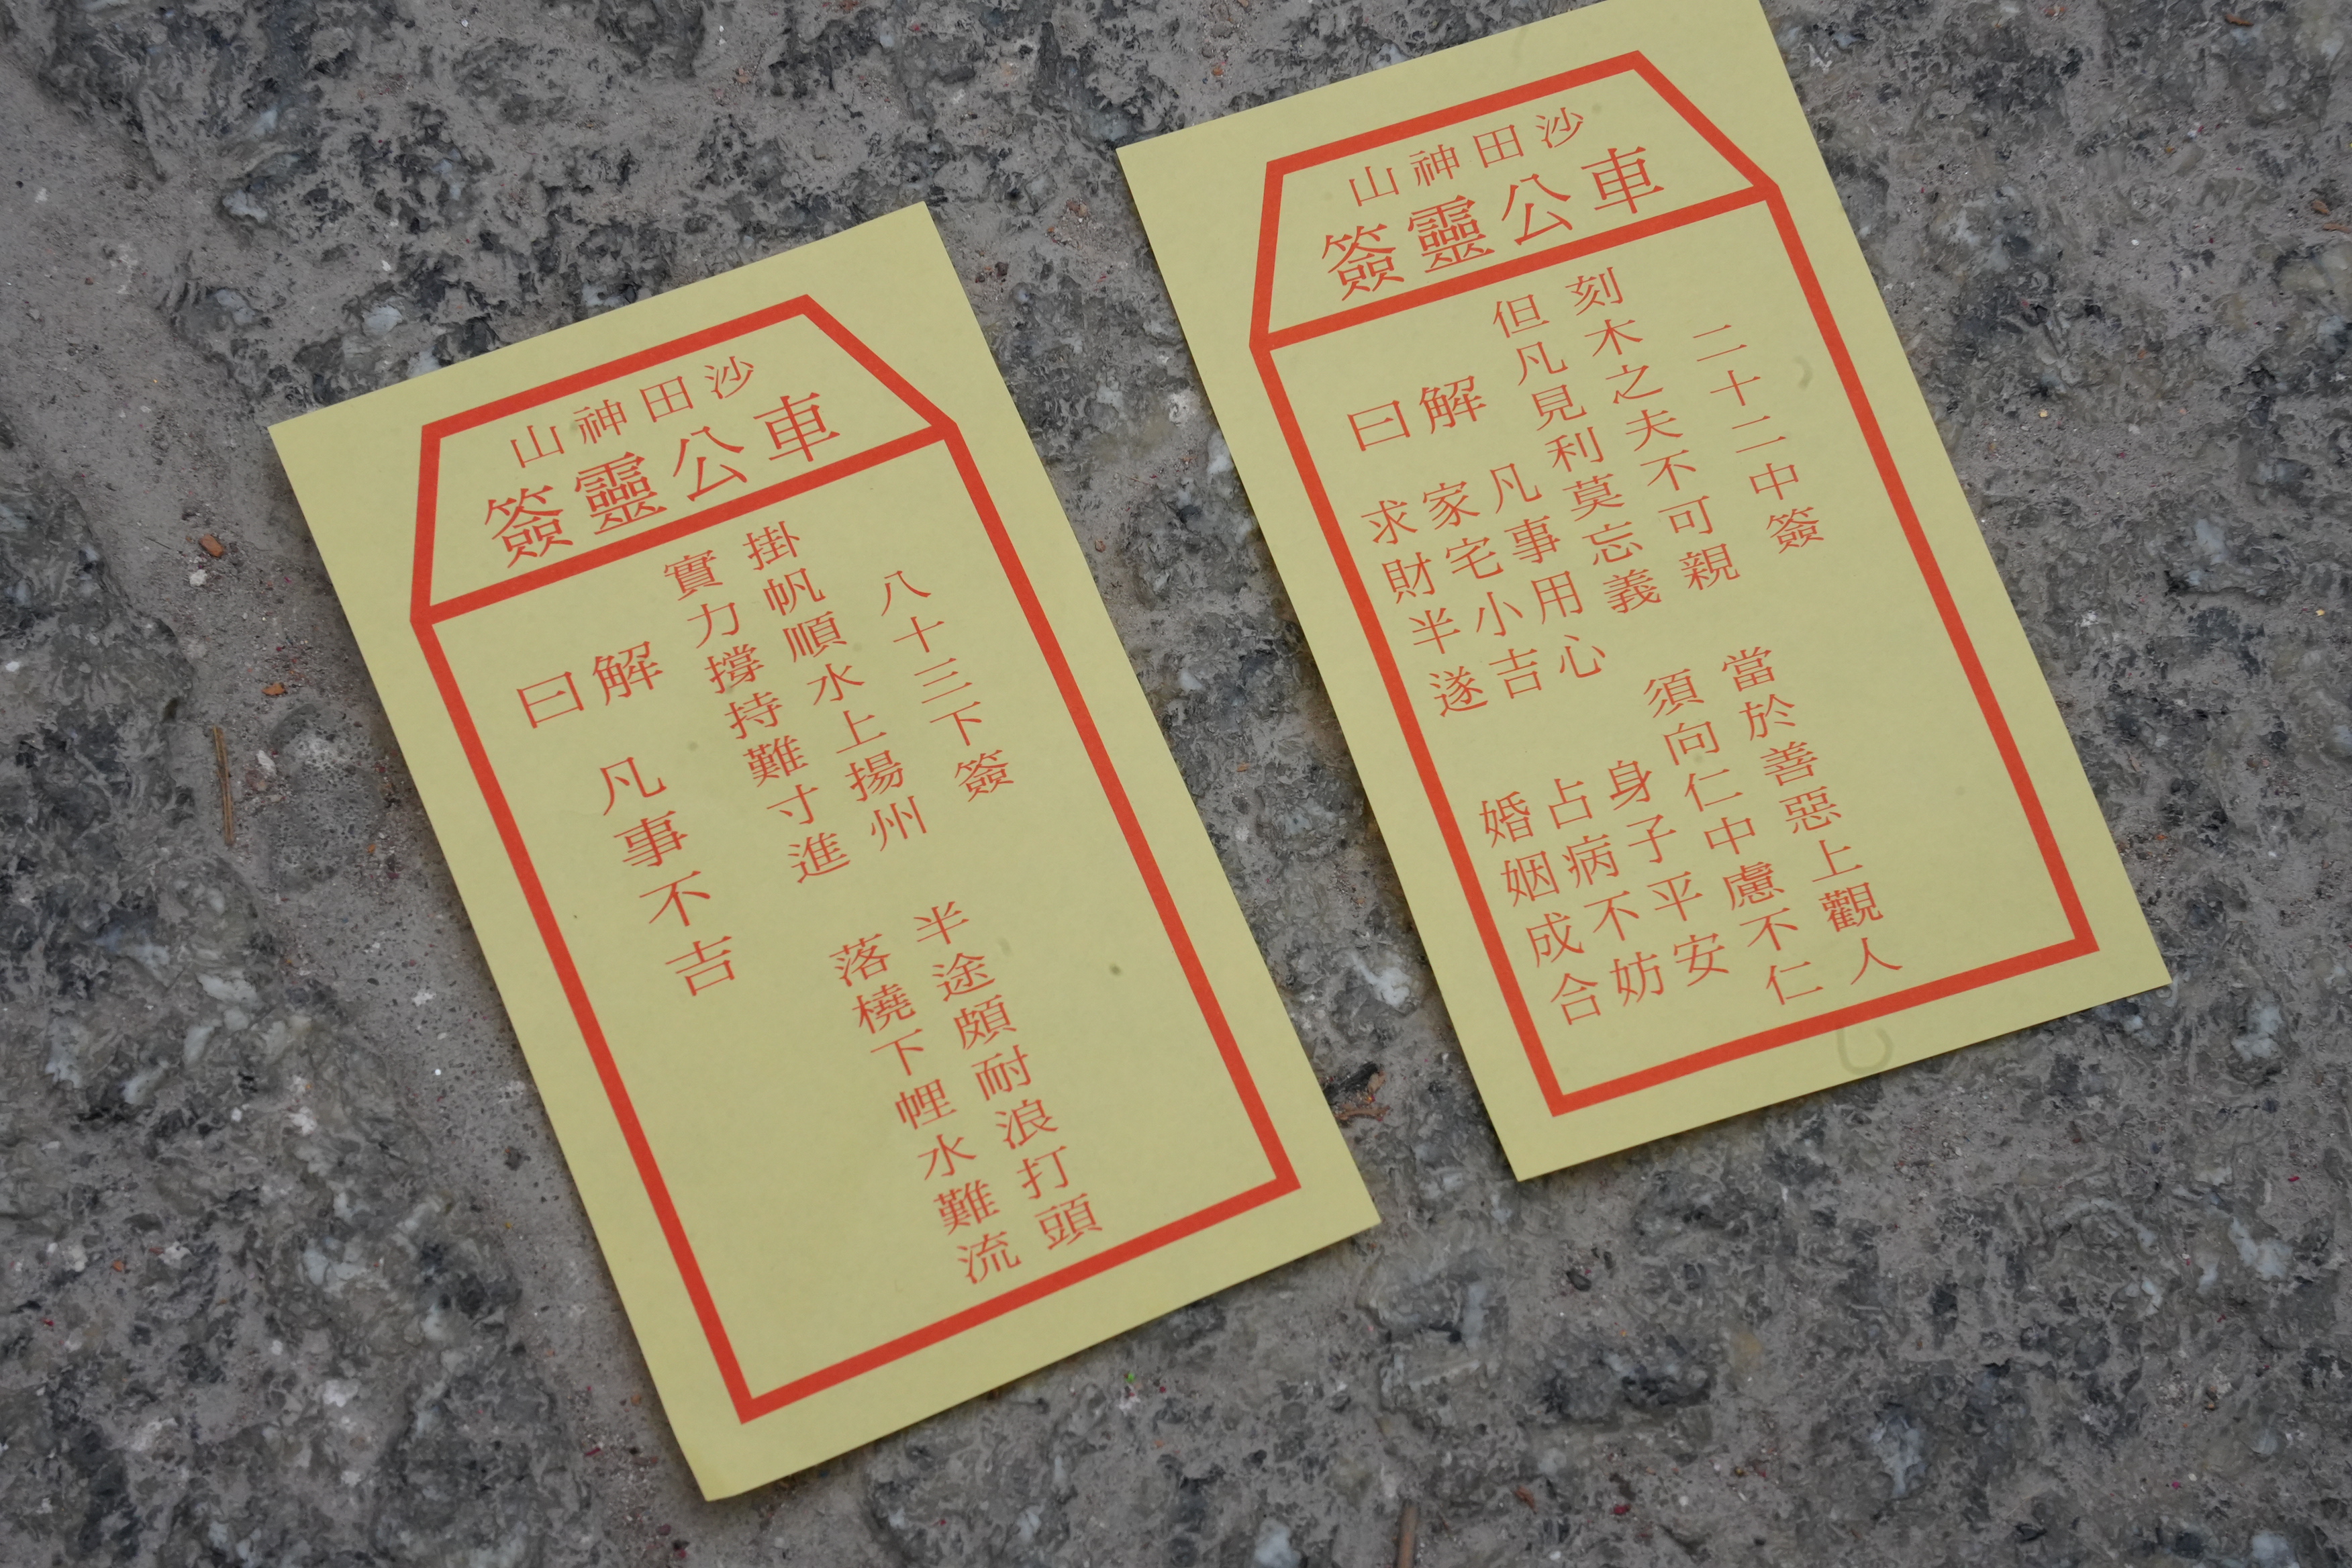 沙田神山
車公靈簽
八十三下簽
掛帆順水上揚州
半途頗耐浪打頭
實力撐持難寸進
落橈下悝水難流
解曰
凡事不吉
沙田神山
車公靈簽
二十二中簽
刻木之夫不可親
當於善惡上觀人
但凡見利莫忘義
須向仁中慮不仁
解曰
凡事用心
身子平安
家宅小吉
占病不妨
求財半遂
婚姻成合